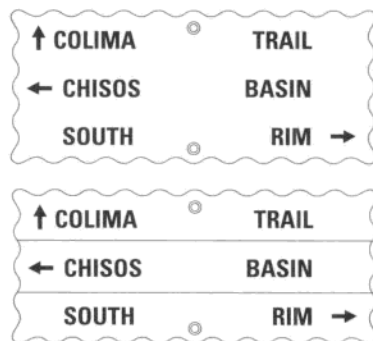 ↑ COLIMA TRAIL
← CHISOS BASIN
SOUTH RIM →
↑ COLIMA TRAIL
← CHISOS BASIN
SOUTH RIM →